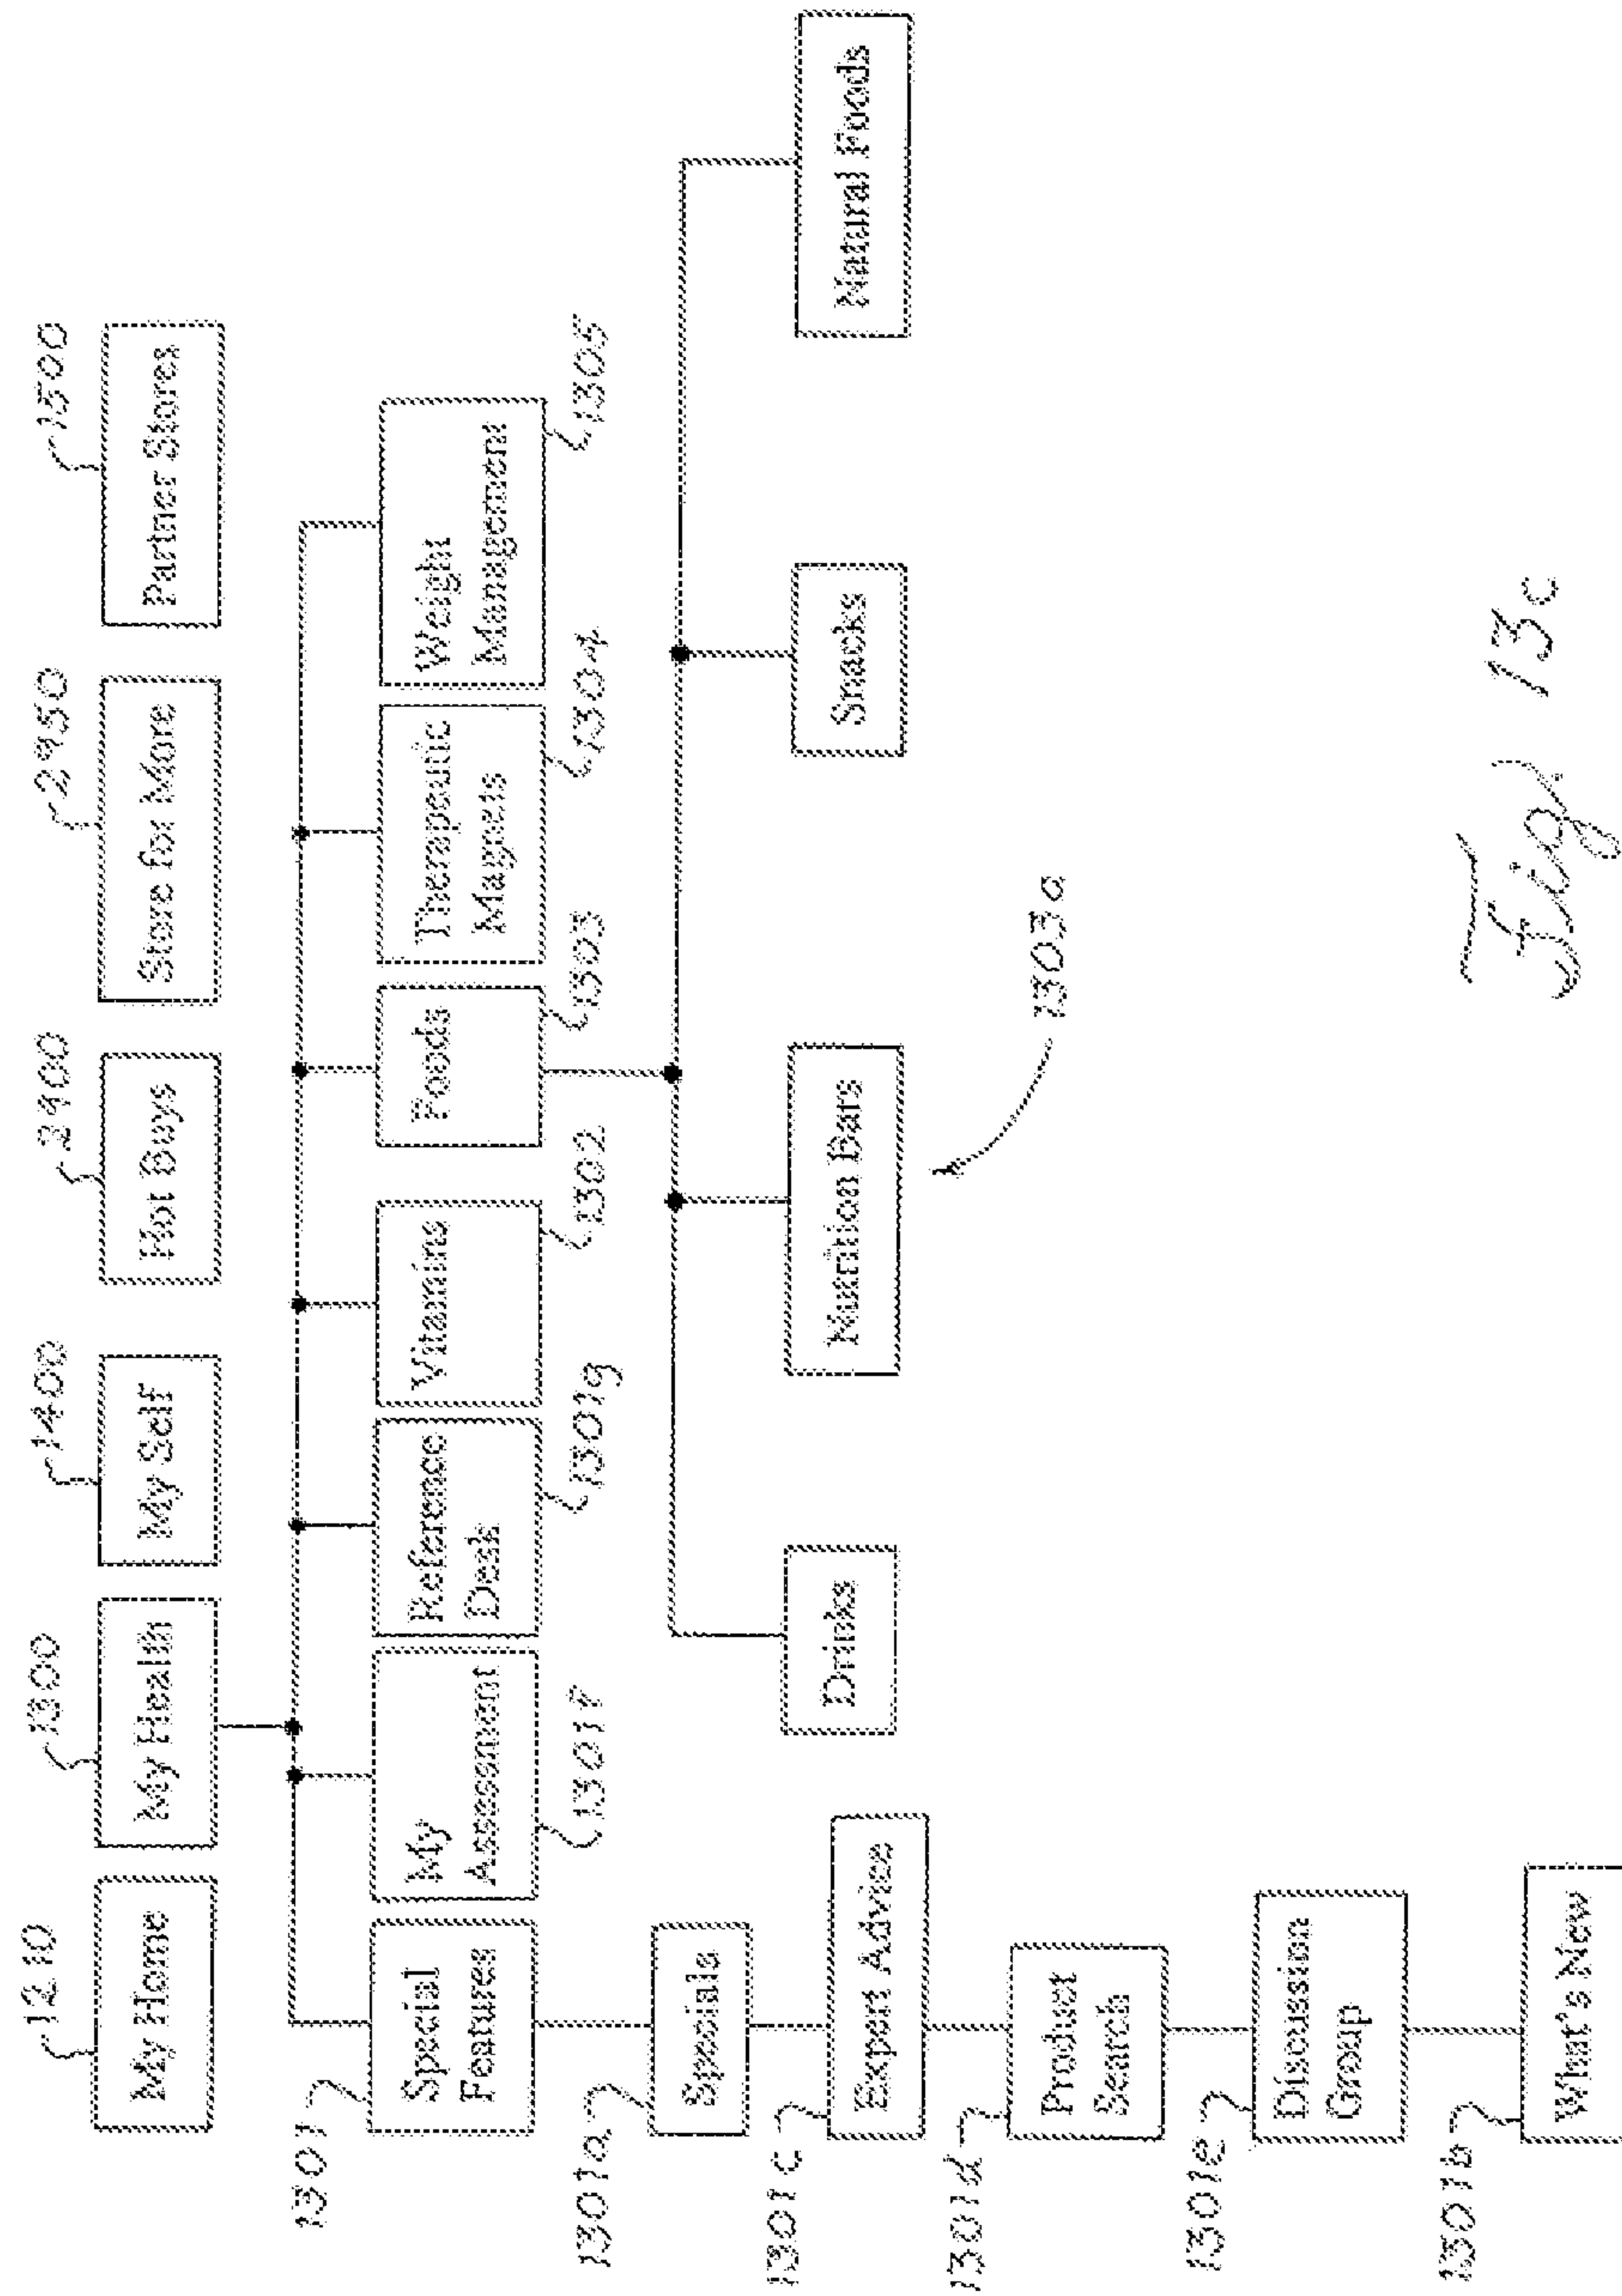 1210
1300
1400
2900
2950
1500
My Home
My Health
My Self
Hot Buys
Store for More
Partner Stores
1301
Special
Features
My
Assessment
Reference
Desk
Vitamins
Foods
Therapeutic
Magnets
Weight
Management
1301f
1301g
1302
1303
1304
1305
1301a
Specials
1301c
Expert Advice
1301d
Product
Search
1301e
Discussion
Group
1301b
What's New
Drinks
Nutrition Bars
Snacks
Natural Foods
1303a
Fig. 13c